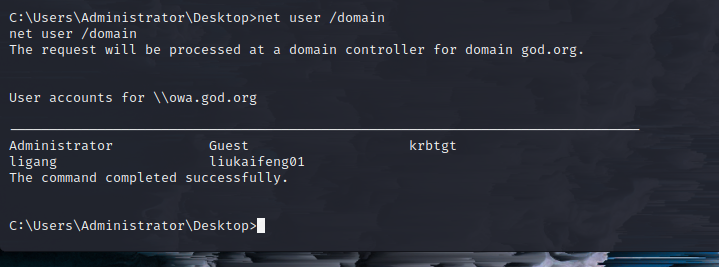 C:\Users\Administrator\Desktop>net user /domain
net user /domain
The request will be processed at a domain controller for domain god.org.
User accounts for \\owa.god.org
-------------------------------------------------------------------------------
Administrator            Guest                    krbtgt
ligang                   liukaifeng01
The command completed successfully.
C:\Users\Administrator\Desktop>